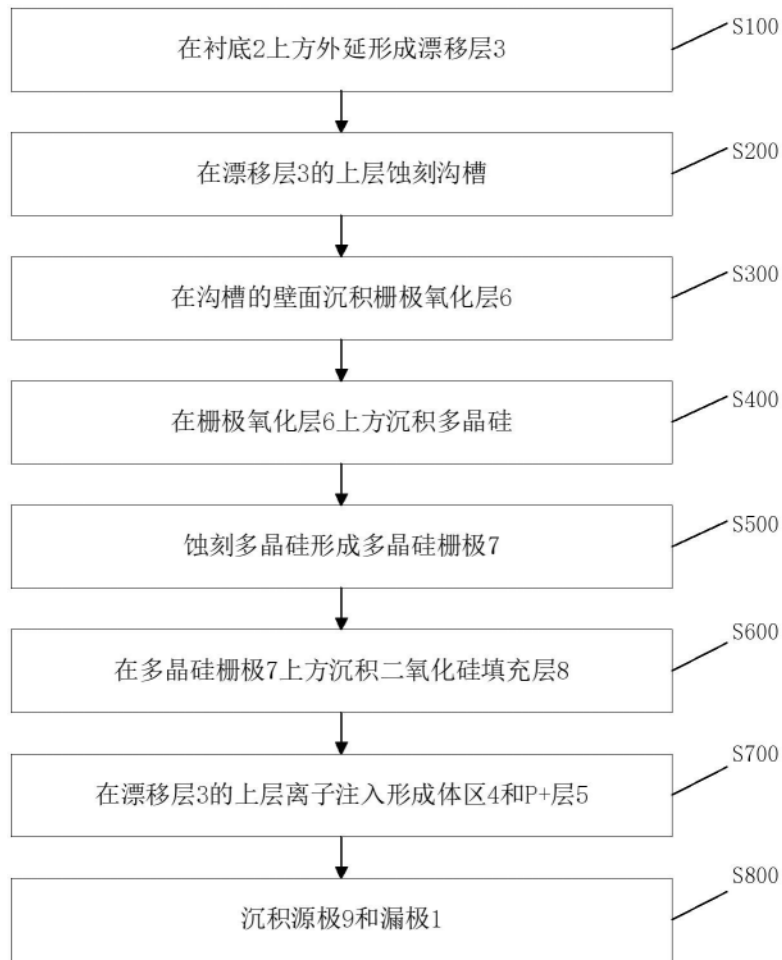 在衬底2上方外延形成漂移层3
S100
在漂移层3的上层蚀刻沟槽
S200
在沟槽的壁面沉积栅极氧化层6
S300
在栅极氧化层6上方沉积多晶硅
S400
蚀刻多晶硅形成多晶硅栅极7
S500
在多晶硅栅极7上方沉积二氧化硅填充层8
S600
在漂移层3的上层离子注入形成体区4和P+层5
S700
沉积源极9和漏极1
S800